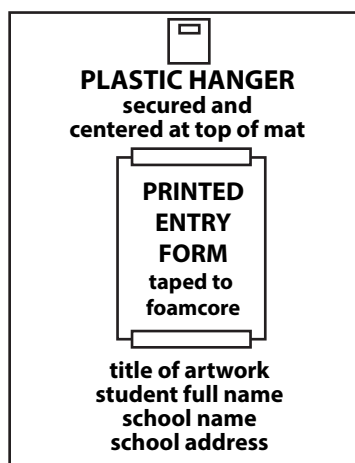 PLASTIC HANGER
secured and
centered at top of mat
PRINTED
ENTRY
FORM
taped to
foamcore
title of artwork
student full name
school name
school address